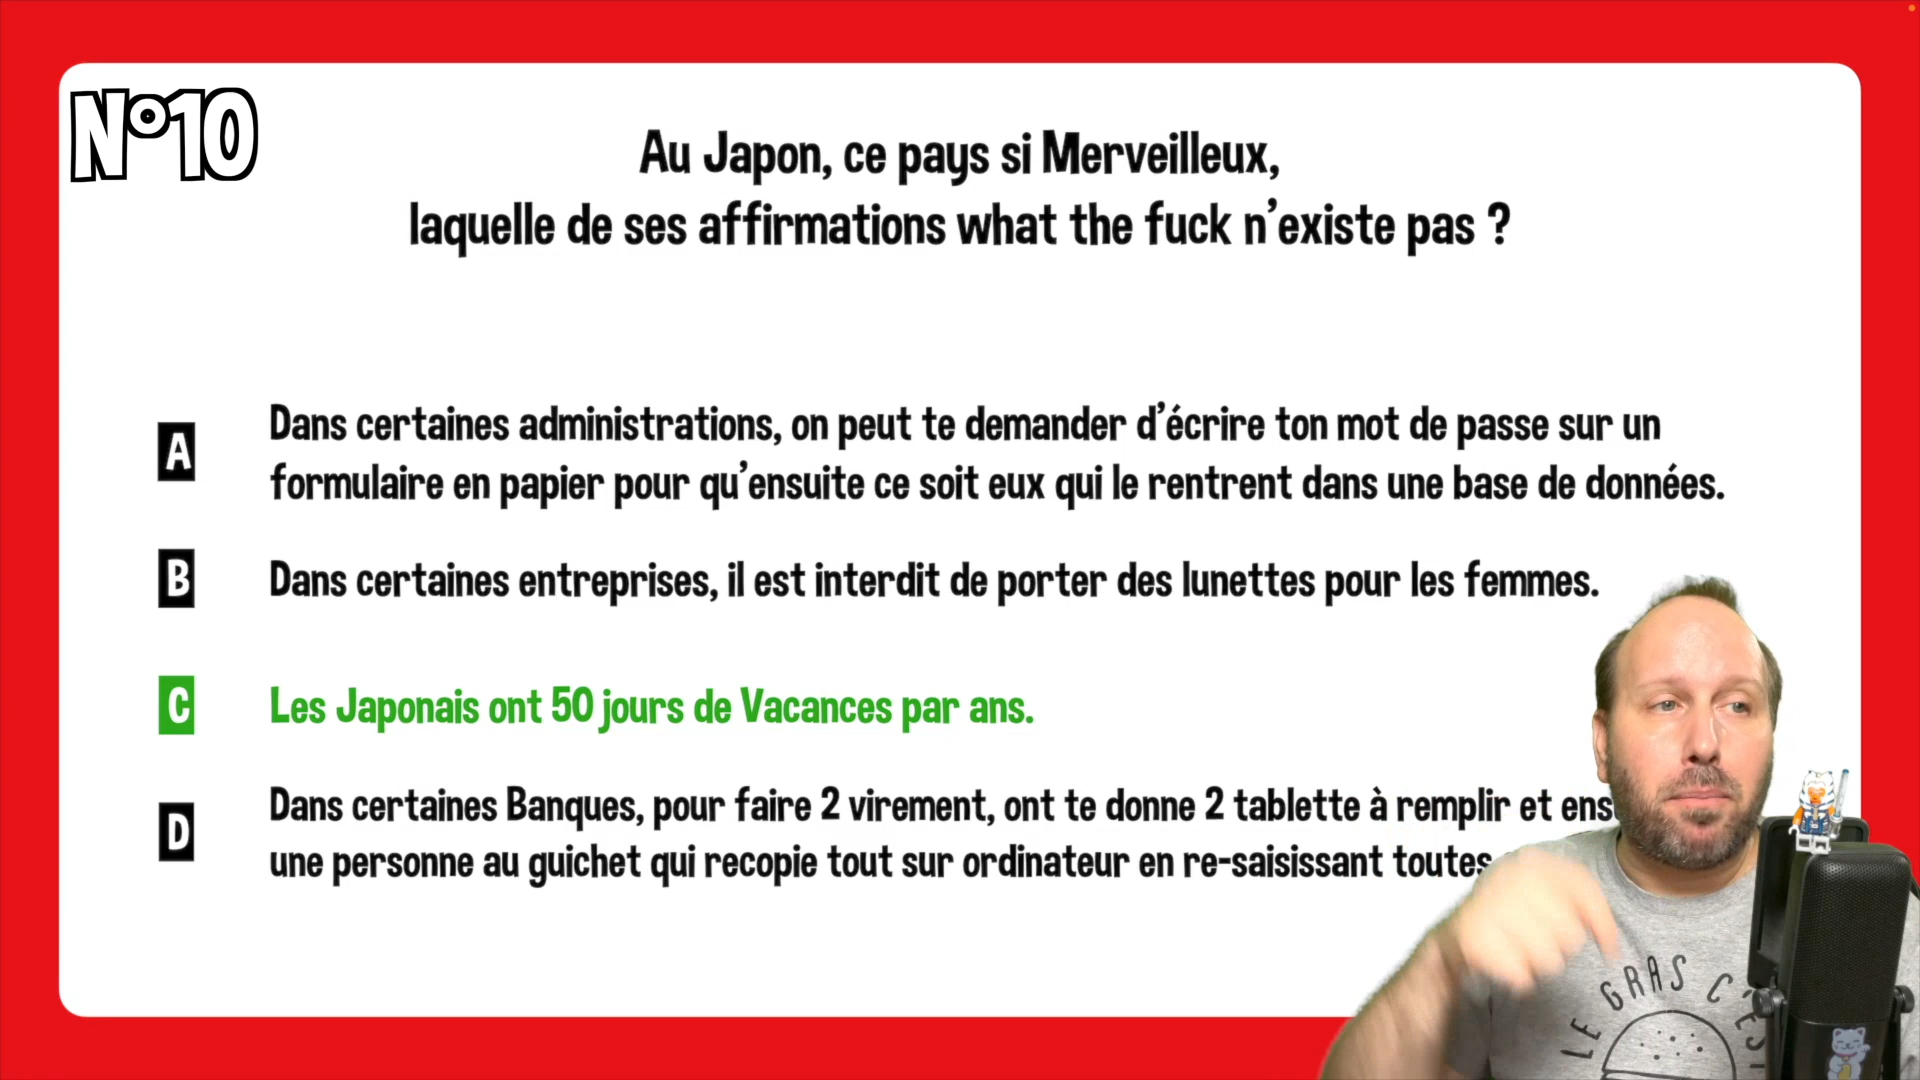 N°10
Au Japon, ce pays si Merveilleux,
laquelle de ses affirmations what the fuck n'existe pas ?
A
Dans certaines administrations, on peut te demander d'écrire ton mot de passe sur un
formulaire en papier pour qu'ensuite ce soit eux qui le rentrent dans une base de données.
B
Dans certaines entreprises, il est interdit de porter des lunettes pour les femmes.
C
Les Japonais ont 50 jours de Vacances par ans.
D
Dans certaines Banques, pour faire 2 virement, ont te donne 2 tablette à remplir et
une personne au guichet qui recopie tout sur ordinateur en re-saisissant toutes
LE GRAS C'EST